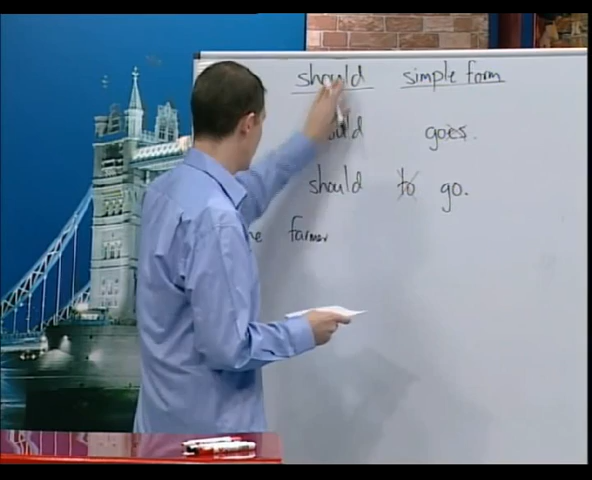 should simple form
goes.
should to go.
farmer